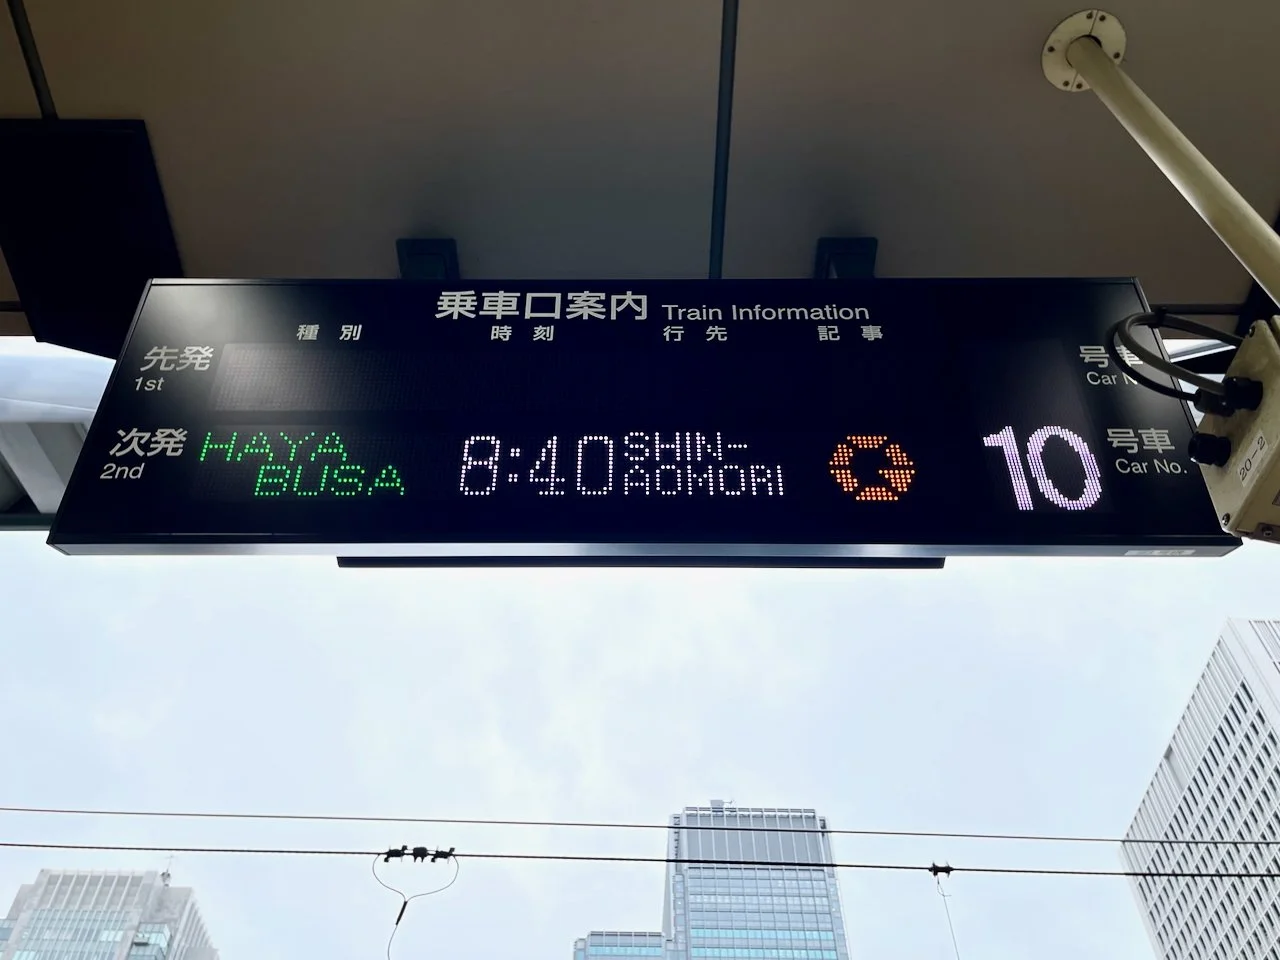 乗車口案内 Train Information
種別 時刻 行先 記事
先発 号車
1st Car N
次発 HAYA 8:40 SHIN- 10 号車
2nd BUSA AOMORI Car No.
20-2